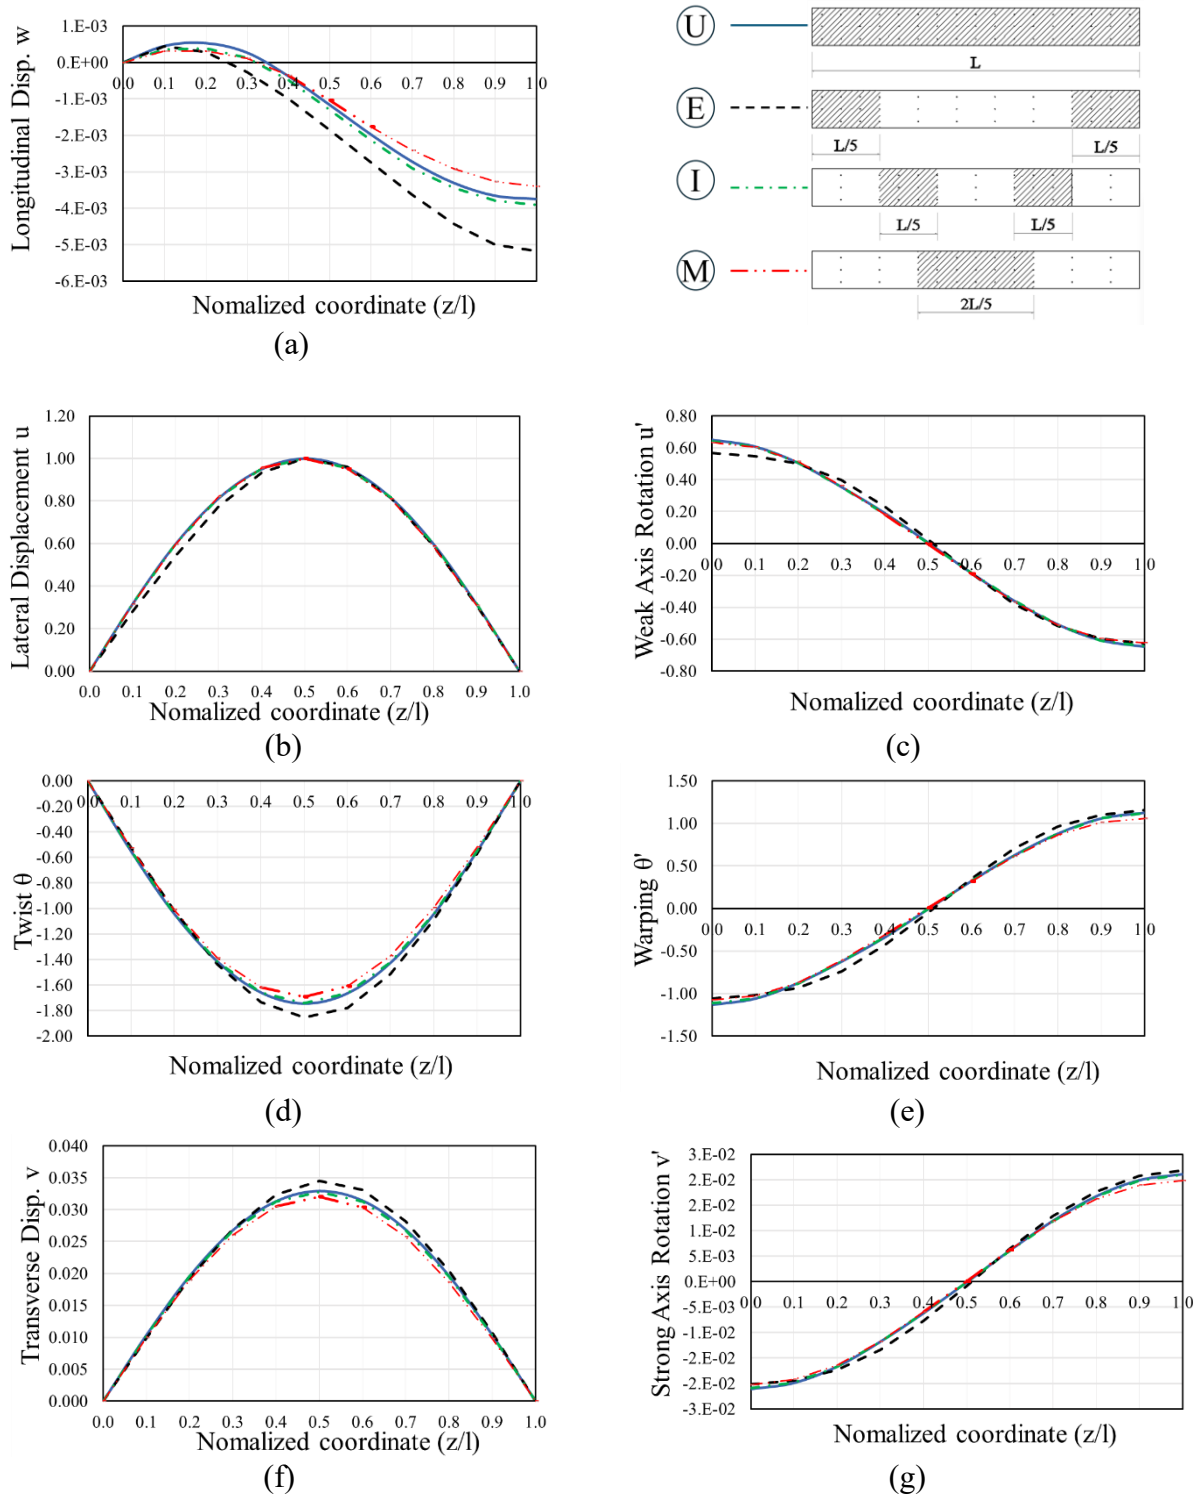 1.E-03
0.E+00
-1.E-03
-2.E-03
-3.E-03
-4.E-03
-5.E-03
-6.E-03
0.0 0.1 0.2 0.3 0.4 0.5 0.6 0.7 0.8 0.9 1.0
Longitudinal Disp. w
Nomalized coordinate (z/l)
(a)
U
L
E
L/5 L/5
I
L/5 L/5
M
2L/5
1.20
1.00
0.80
0.60
0.40
0.20
0.00
0.0 0.1 0.2 0.3 0.4 0.5 0.6 0.7 0.8 0.9 1.0
Lateral Displacement u
Nomalized coordinate (z/l)
(b)
0.80
0.60
0.40
0.20
0.00
-0.20
-0.40
-0.60
-0.80
0.0 0.1 0.2 0.3 0.4 0.5 0.6 0.7 0.8 0.9 1.0
Weak Axis Rotation u'
Nomalized coordinate (z/l)
(c)
0.00
-0.20
-0.40
-0.60
-0.80
-1.00
-1.20
-1.40
-1.60
-1.80
-2.00
0.0 0.1 0.2 0.3 0.4 0.5 0.6 0.7 0.8 0.9 1.0
Twist θ
Nomalized coordinate (z/l)
(d)
1.50
1.00
0.50
0.00
-0.50
-1.00
-1.50
0.0 0.1 0.2 0.3 0.4 0.5 0.6 0.7 0.8 0.9 1.0
Warping θ'
Nomalized coordinate (z/l)
(e)
0.040
0.035
0.030
0.025
0.020
0.015
0.010
0.005
0.000
0.0 0.1 0.2 0.3 0.4 0.5 0.6 0.7 0.8 0.9 1.0
Transverse Disp. v
Nomalized coordinate (z/l)
(f)
3.E-02
2.E-02
2.E-02
1.E-02
5.E-03
0.E+00
-5.E-03
-1.E-02
-2.E-02
-2.E-02
-3.E-02
0.0 0.1 0.2 0.3 0.4 0.5 0.6 0.7 0.8 0.9 1.0
Strong Axis Rotation v'
Nomalized coordinate (z/l)
(g)